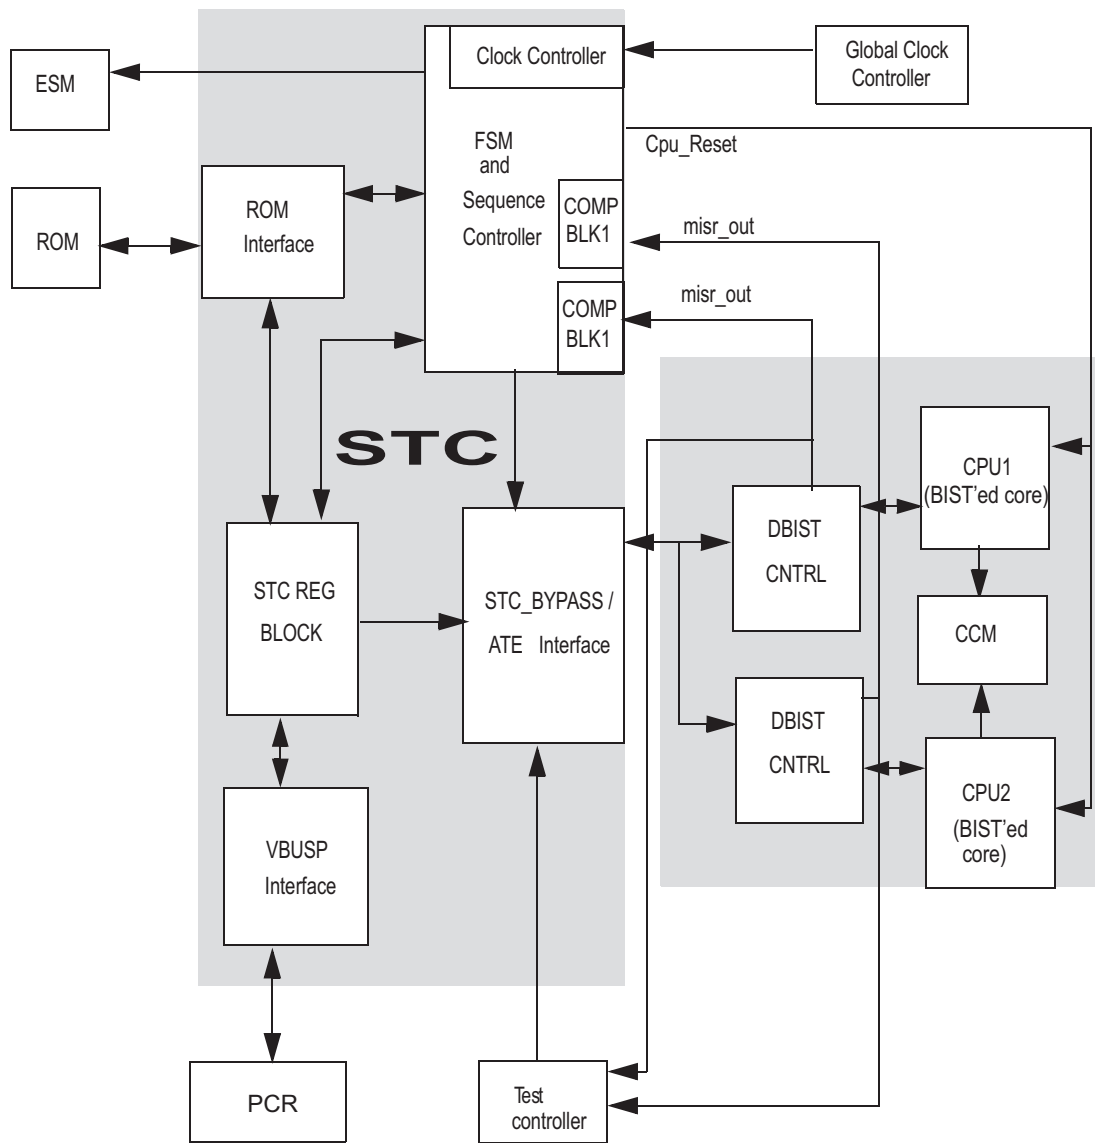 Clock Controller
Global Clock
Controller
ESM
FSM
and
Sequence
Controller
Cpu_Reset
ROM
Interface
COMP
BLK1
misr_out
ROM
COMP
BLK1
misr_out
STC
CPU1
(BIST'ed core)
DBIST
CNTRL
STC REG
BLOCK
STC_BYPASS /
ATE Interface
CCM
DBIST
CNTRL
CPU2
(BIST'ed
core)
VBUSP
Interface
PCR
Test
controller